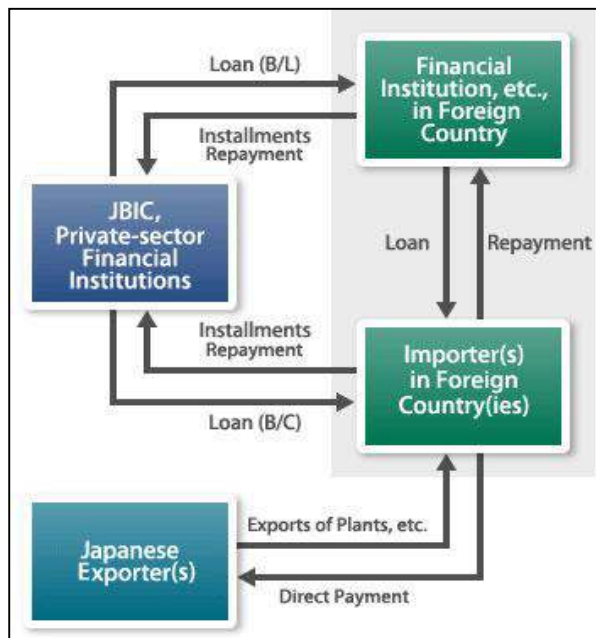 Loan (B/L)
Financial
Institution, etc.,
in Foreign
Country
Installments
Repayment
JBIC,
Private-sector
Financial
Institutions
Loan
Repayment
Installments
Repayment
Importer(s)
in Foreign
Country(ies)
Loan (B/C)
Exports of Plants, etc.
Japanese
Exporter(s)
Direct Payment